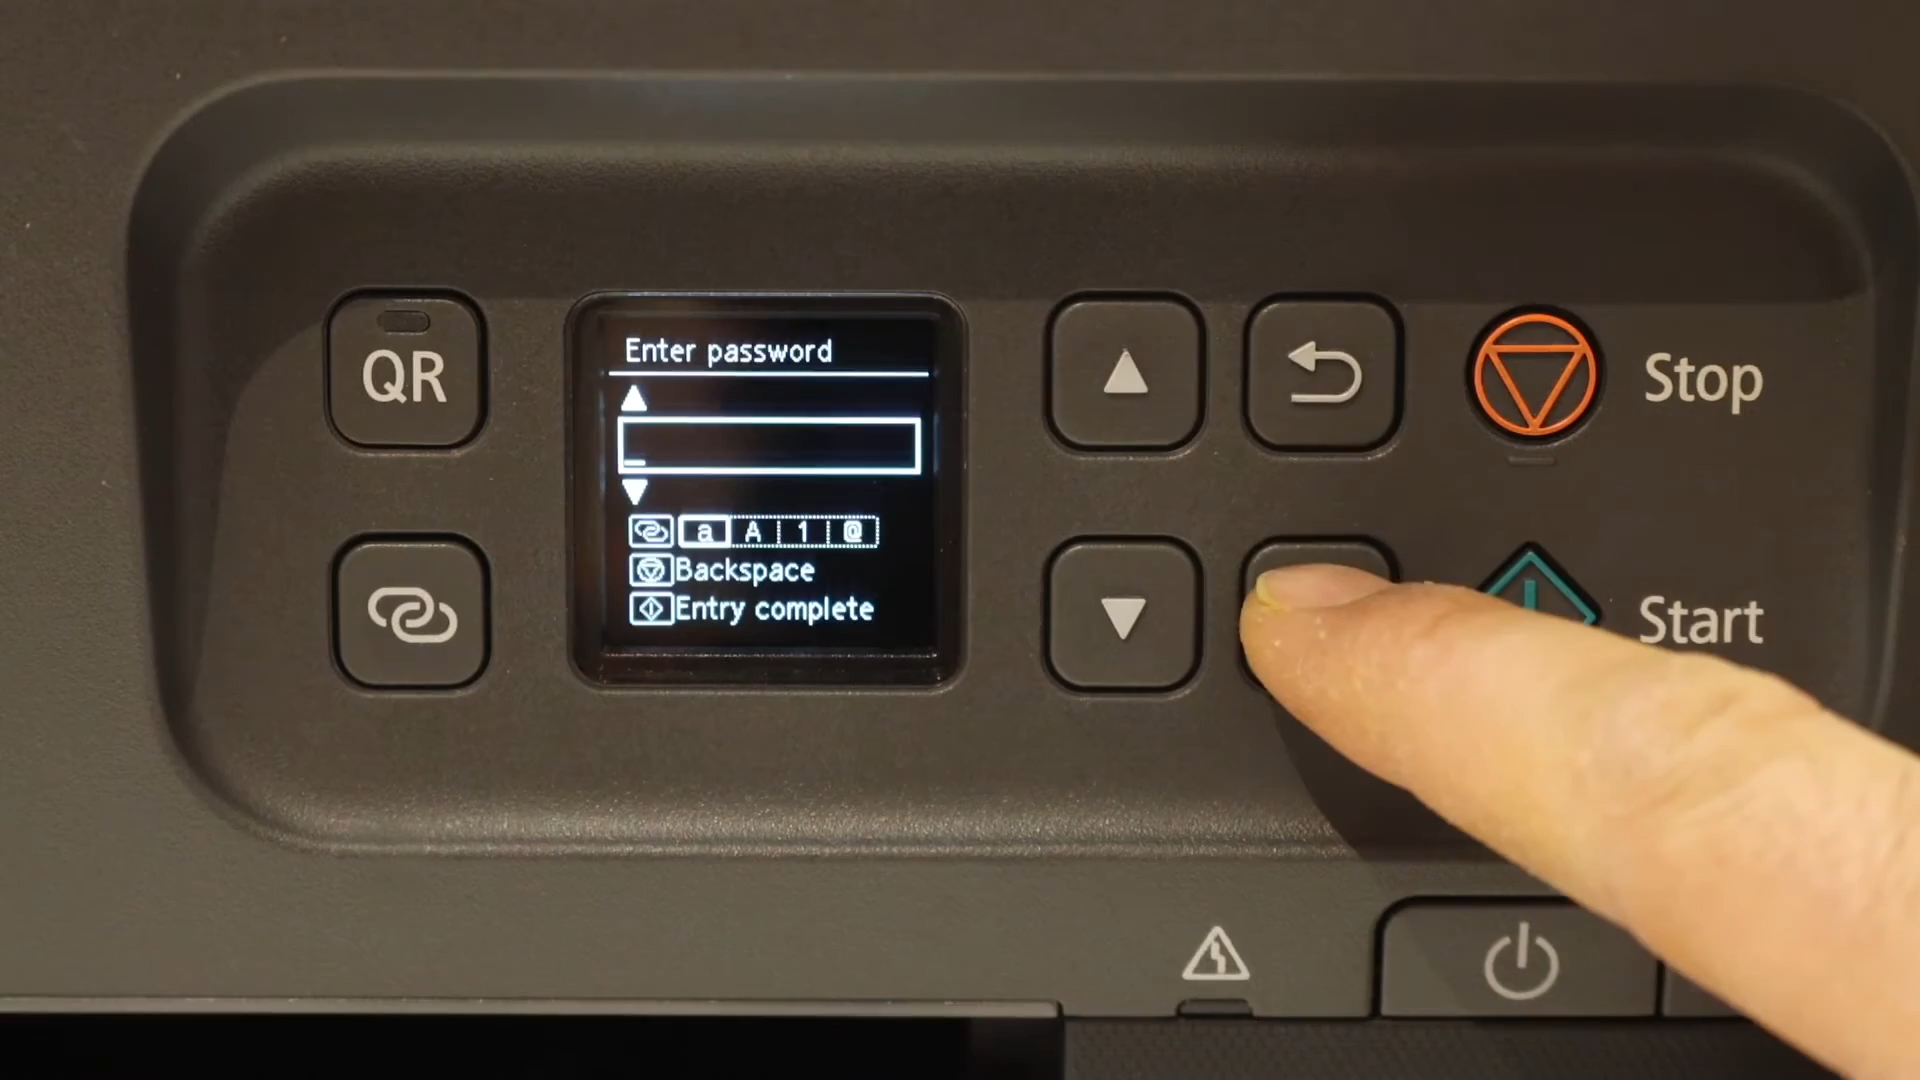 Enter password
a A 1 @
Backspace
Entry complete
QR
Stop
Start